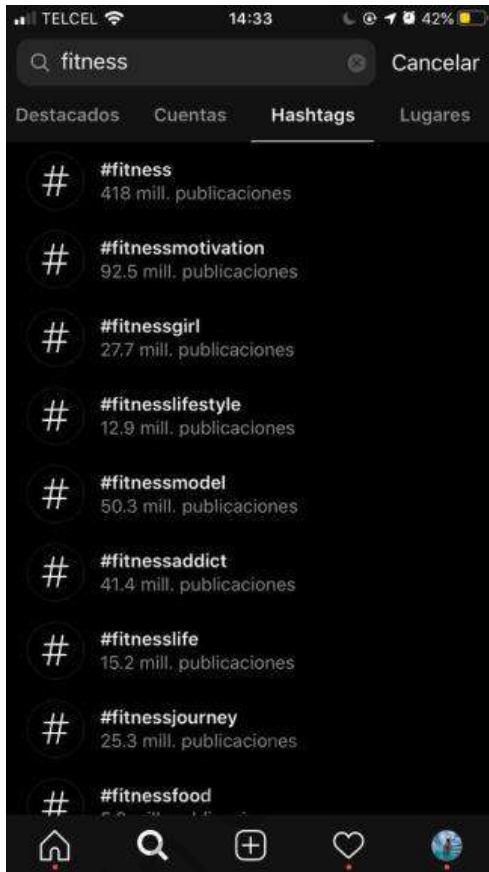 TELCEL 14:33 42%
fitness Cancelar
Destacados Cuentas Hashtags Lugares
#fitness
418 mill. publicaciones
#fitnessmotivation
92.5 mill. publicaciones
#fitnessgirl
27.7 mill. publicaciones
#fitnesslifestyle
12.9 mill. publicaciones
#fitnessmodel
50.3 mill. publicaciones
#fitnessaddict
41.4 mill. publicaciones
#fitnesslife
15.2 mill. publicaciones
#fitnessjourney
25.3 mill. publicaciones
#fitnessfood